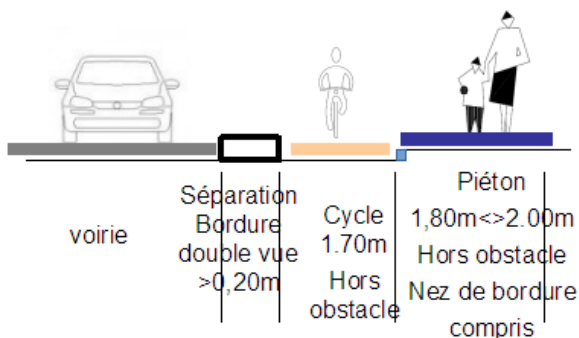 voirie
Séparation
Bordure
double vue
>0,20m
Cycle
1.70m
Hors
obstacle
Piéton
1,80m<>2.00m
Hors obstacle
Nez de bordure
compris